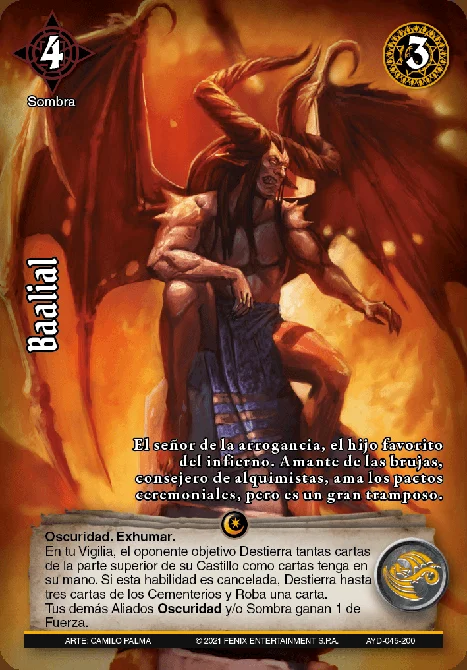 4
3
Sombra
Baalial
El señor de la arrogancia, el hijo favorito
del infierno. Amante de las brujas,
consejero de alquimistas, ama los pactos
ceremoniales, pero es un gran tramposo.
Oscuridad. Exhumar.
En tu Vigilia, el oponente objetivo Destierra tantas cartas
de la parte superior de su Castillo como cartas tenga en
su mano. Si esta habilidad es cancelada, Destierra hasta
tres cartas de los Cementerios y Roba una carta.
Tus demás Aliados Oscuridad y/o Sombra ganan 1 de
Fuerza.
ARTE: CAMILO PALMA © 2021 FENIX ENTERTAINMENT S.R.A. AYD-045-200